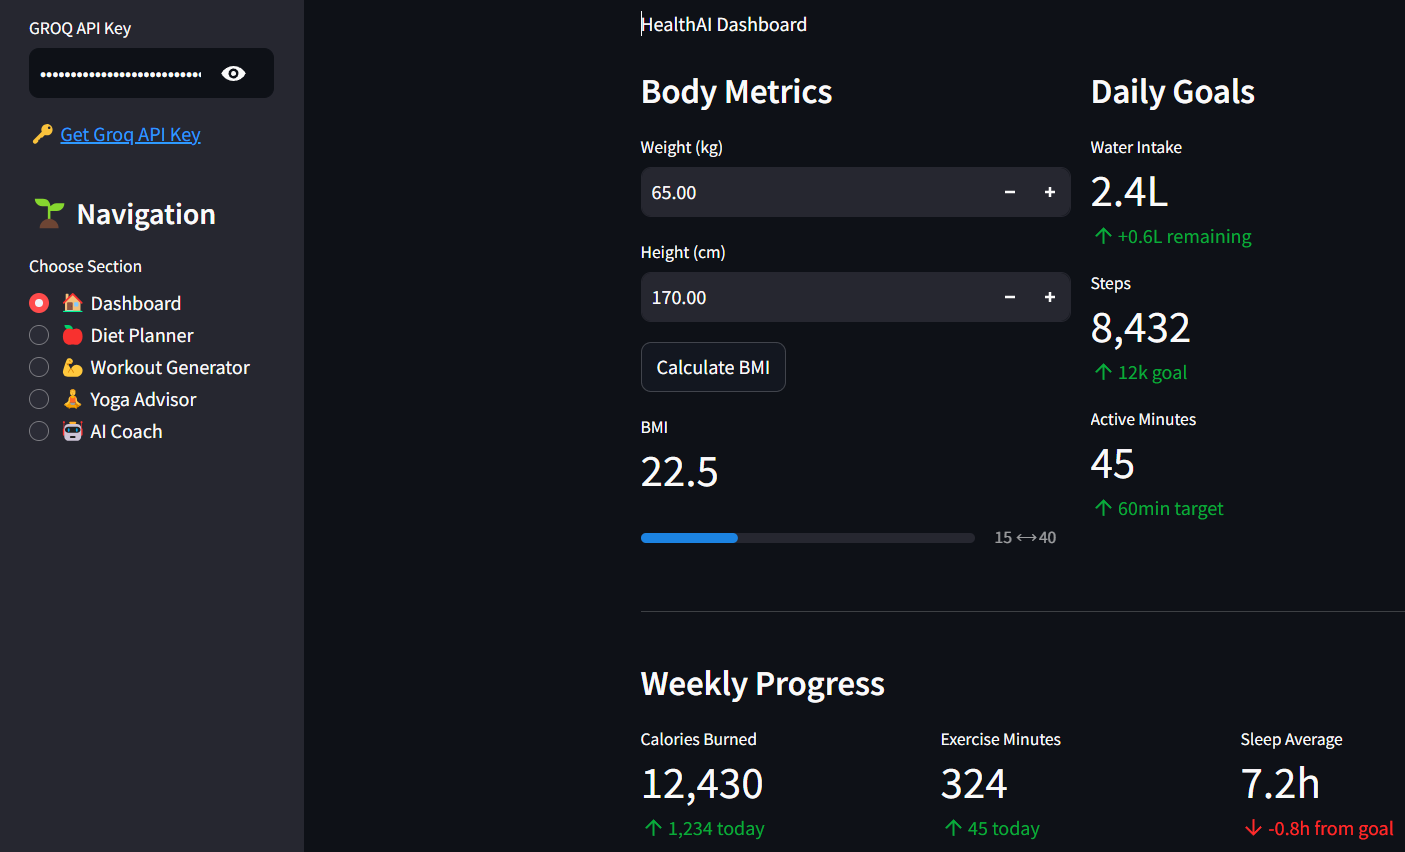 GROQ API Key
••••••••••••••••••••••••••••
Get Groq API Key
Navigation
Choose Section
Dashboard
Diet Planner
Workout Generator
Yoga Advisor
AI Coach
HealthAI Dashboard
Body Metrics
Weight (kg)
65.00
Height (cm)
170.00
Calculate BMI
BMI
22.5
15 ⟷ 40
Daily Goals
Water Intake
2.4L
↑ +0.6L remaining
Steps
8,432
↑ 12k goal
Active Minutes
45
↑ 60min target
Weekly Progress
Calories Burned
12,430
↑ 1,234 today
Exercise Minutes
324
↑ 45 today
Sleep Average
7.2h
↓ -0.8h from goal